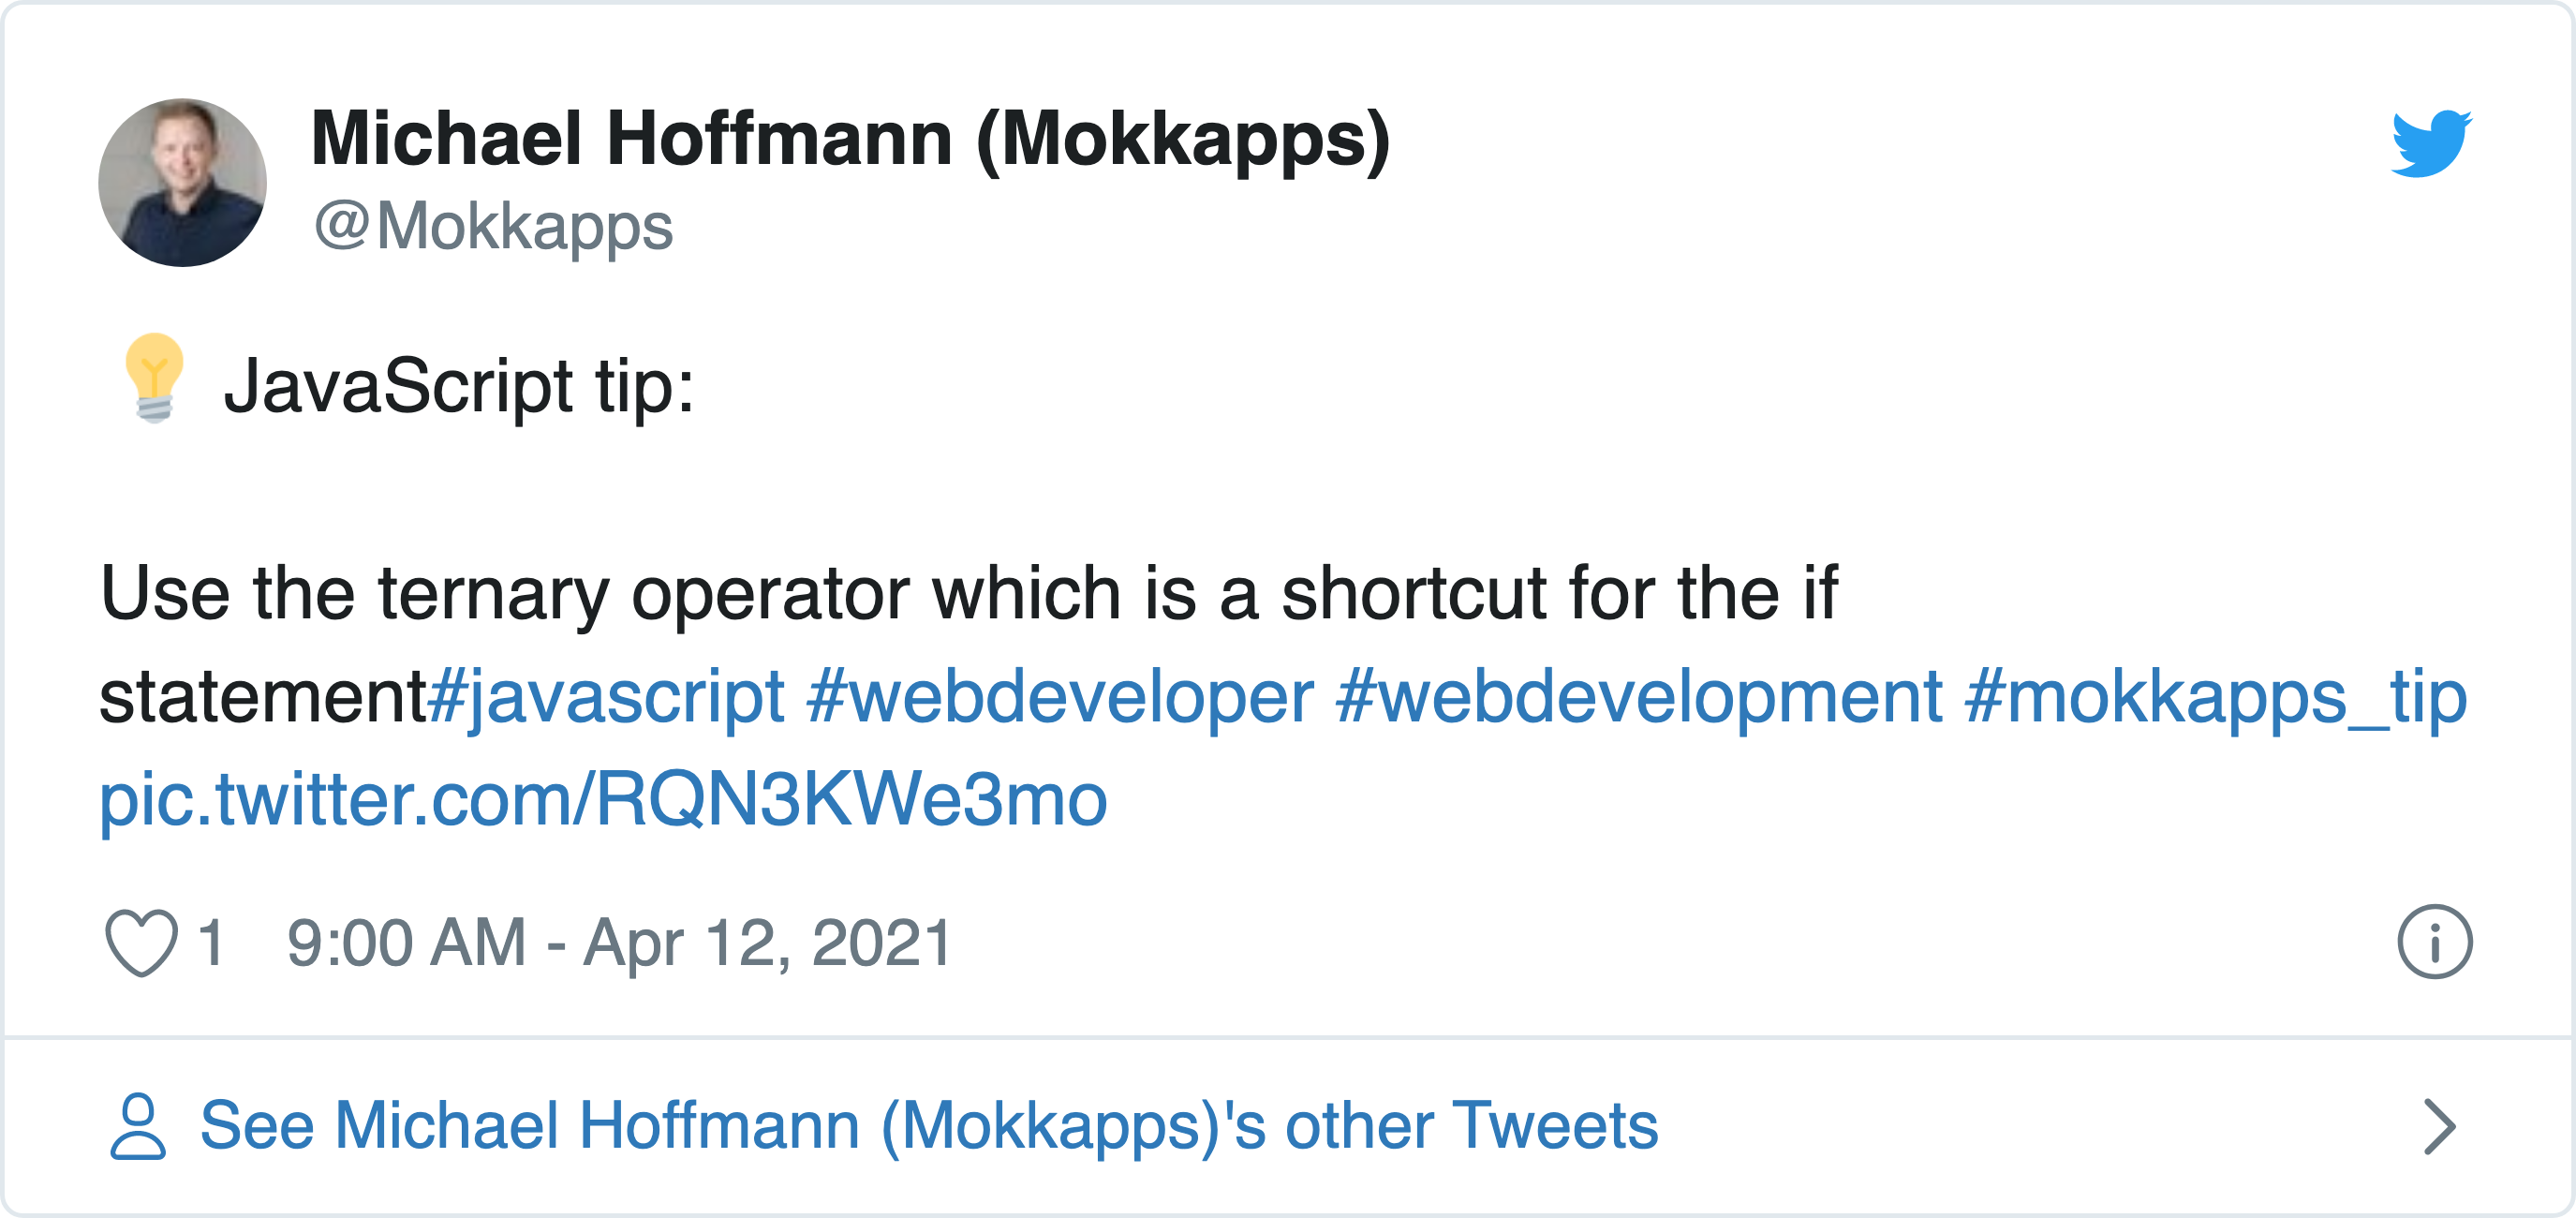 Michael Hoffmann (Mokkapps)
@Mokkapps
💡 JavaScript tip:
Use the ternary operator which is a shortcut for the if
statement#javascript #webdeveloper #webdevelopment #mokkapps_tip
pic.twitter.com/RQN3KWe3mo
1 9:00 AM - Apr 12, 2021
See Michael Hoffmann (Mokkapps)'s other Tweets